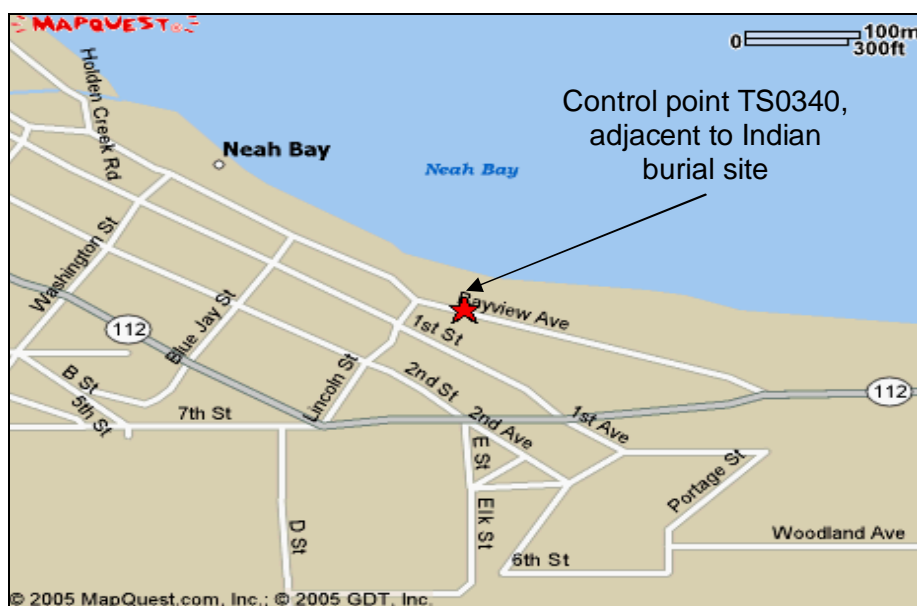 MAPQUEST
100m
0
300ft
Holden Creek Rd
Control point TS0340,
adjacent to Indian
burial site
Neah Bay
Neah Bay
Washington St
Bayview Ave
112
Blue Jay St
1st St
Lincoln St
112
B St
5th St
7th St
2nd St
2nd Ave
1st Ave
E St
Portage St
D St
Elk St
Woodland Ave
6th St
© 2005 MapQuest.com, Inc.; © 2005 GDT, Inc.